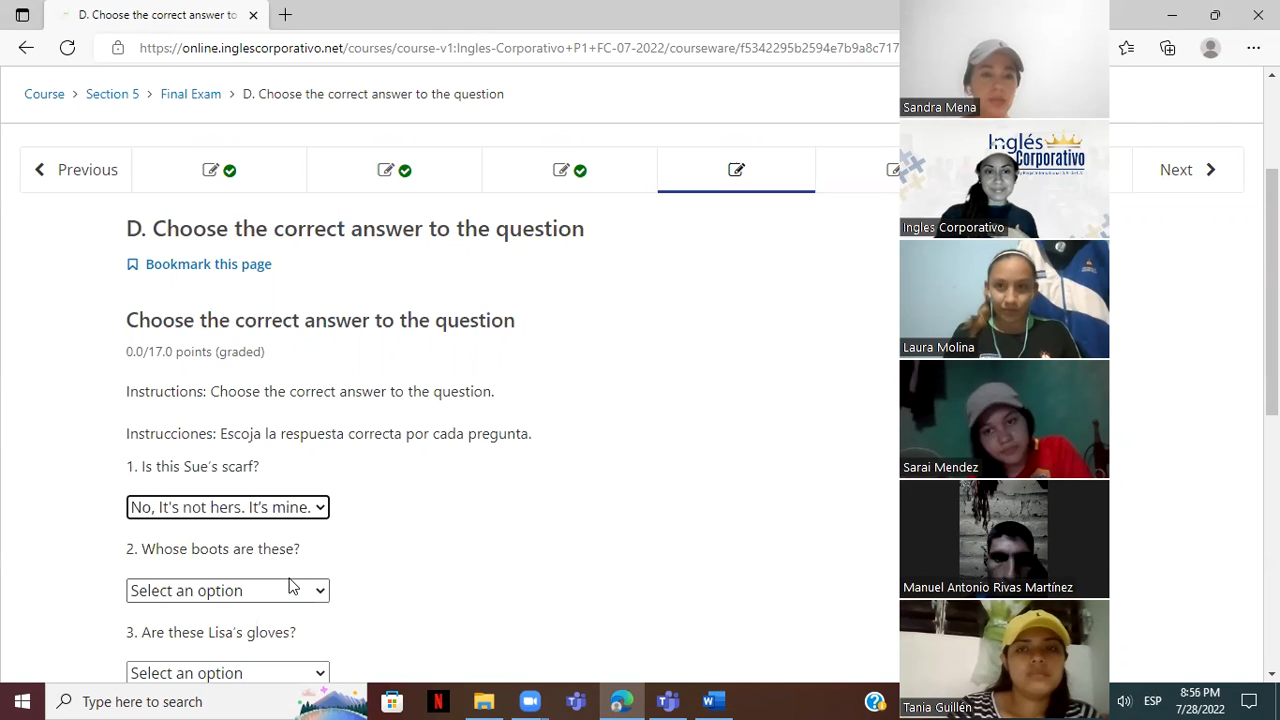 D. Choose the correct answer to
https://online.inglescorporativo.net/courses/course-v1:Ingles-Corporativo+P1+FC-07-2022/courseware/f5342295b2594e7b9a8c717
Course > Section 5 > Final Exam > D. Choose the correct answer to the question
Previous
Next
D. Choose the correct answer to the question
Bookmark this page
Choose the correct answer to the question
0.0/17.0 points (graded)
Instructions: Choose the correct answer to the question.
Instrucciones: Escoja la respuesta correcta por cada pregunta.
1. Is this Sue's scarf?
No, It's not hers. It's mine.
2. Whose boots are these?
Select an option
3. Are these Lisa's gloves?
Select an option
Sandra Mena
Inglés
Corporativo
Ingles Corporativo
Laura Molina
Sarai Mendez
Manuel Antonio Rivas Martínez
Tania Guillén
Type here to search
ESP
8:56 PM
7/28/2022